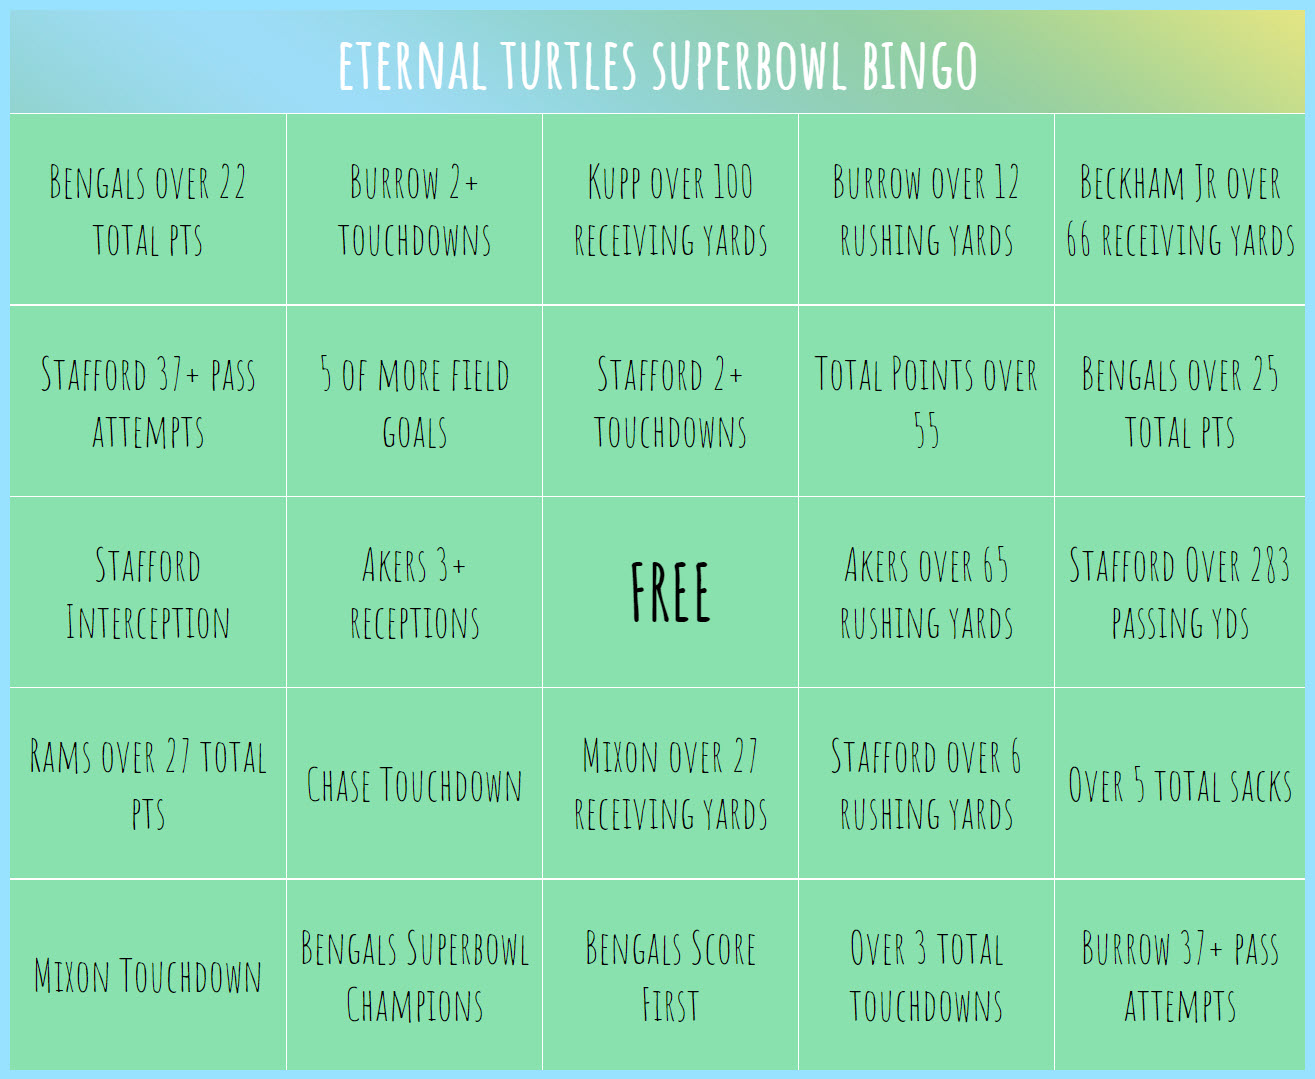 ETERNAL TURTLES SUPERBOWL BINGO
Bengals over 22
total pts
Burrow 2+
touchdowns
Kupp over 100
receiving yards
Burrow over 12
rushing yards
Beckham Jr over
66 receiving yards
Stafford 37+ pass
attempts
5 of more field
goals
Stafford 2+
touchdowns
Total Points over
55
Bengals over 25
total pts
Stafford
Interception
Akers 3+
receptions
FREE
Akers over 65
rushing yards
Stafford Over 283
passing yds
Rams over 27 total
pts
Chase Touchdown
Mixon over 27
receiving yards
Stafford over 6
rushing yards
Over 5 total sacks
Mixon Touchdown
Bengals Superbowl
Champions
Bengals Score
First
Over 3 total
touchdowns
Burrow 37+ pass
attempts